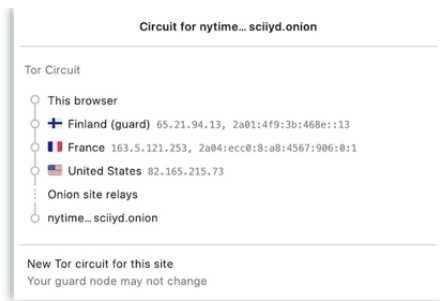 Circuit for nytime... sciiyd.onion
Tor Circuit
This browser
Finland (guard) 65.21.94.13, 2a01:4f9:3b:468e::13
France 163.5.121.253, 2a04:ecc0:8:a8:4567:906:0:1
United States 82.165.215.73
Onion site relays
nytime... sciiyd.onion
New Tor circuit for this site
Your guard node may not change